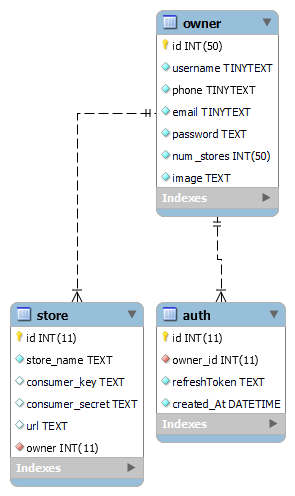 owner
id INT(50)
username TINYTEXT
phone TINYTEXT
email TINYTEXT
password TEXT
num_stores INT(50)
image TEXT
Indexes
store
id INT(11)
store_name TEXT
consumer_key TEXT
consumer_secret TEXT
url TEXT
owner INT(11)
Indexes
auth
id INT(11)
owner_id INT(11)
refreshToken TEXT
created_At DATETIME
Indexes